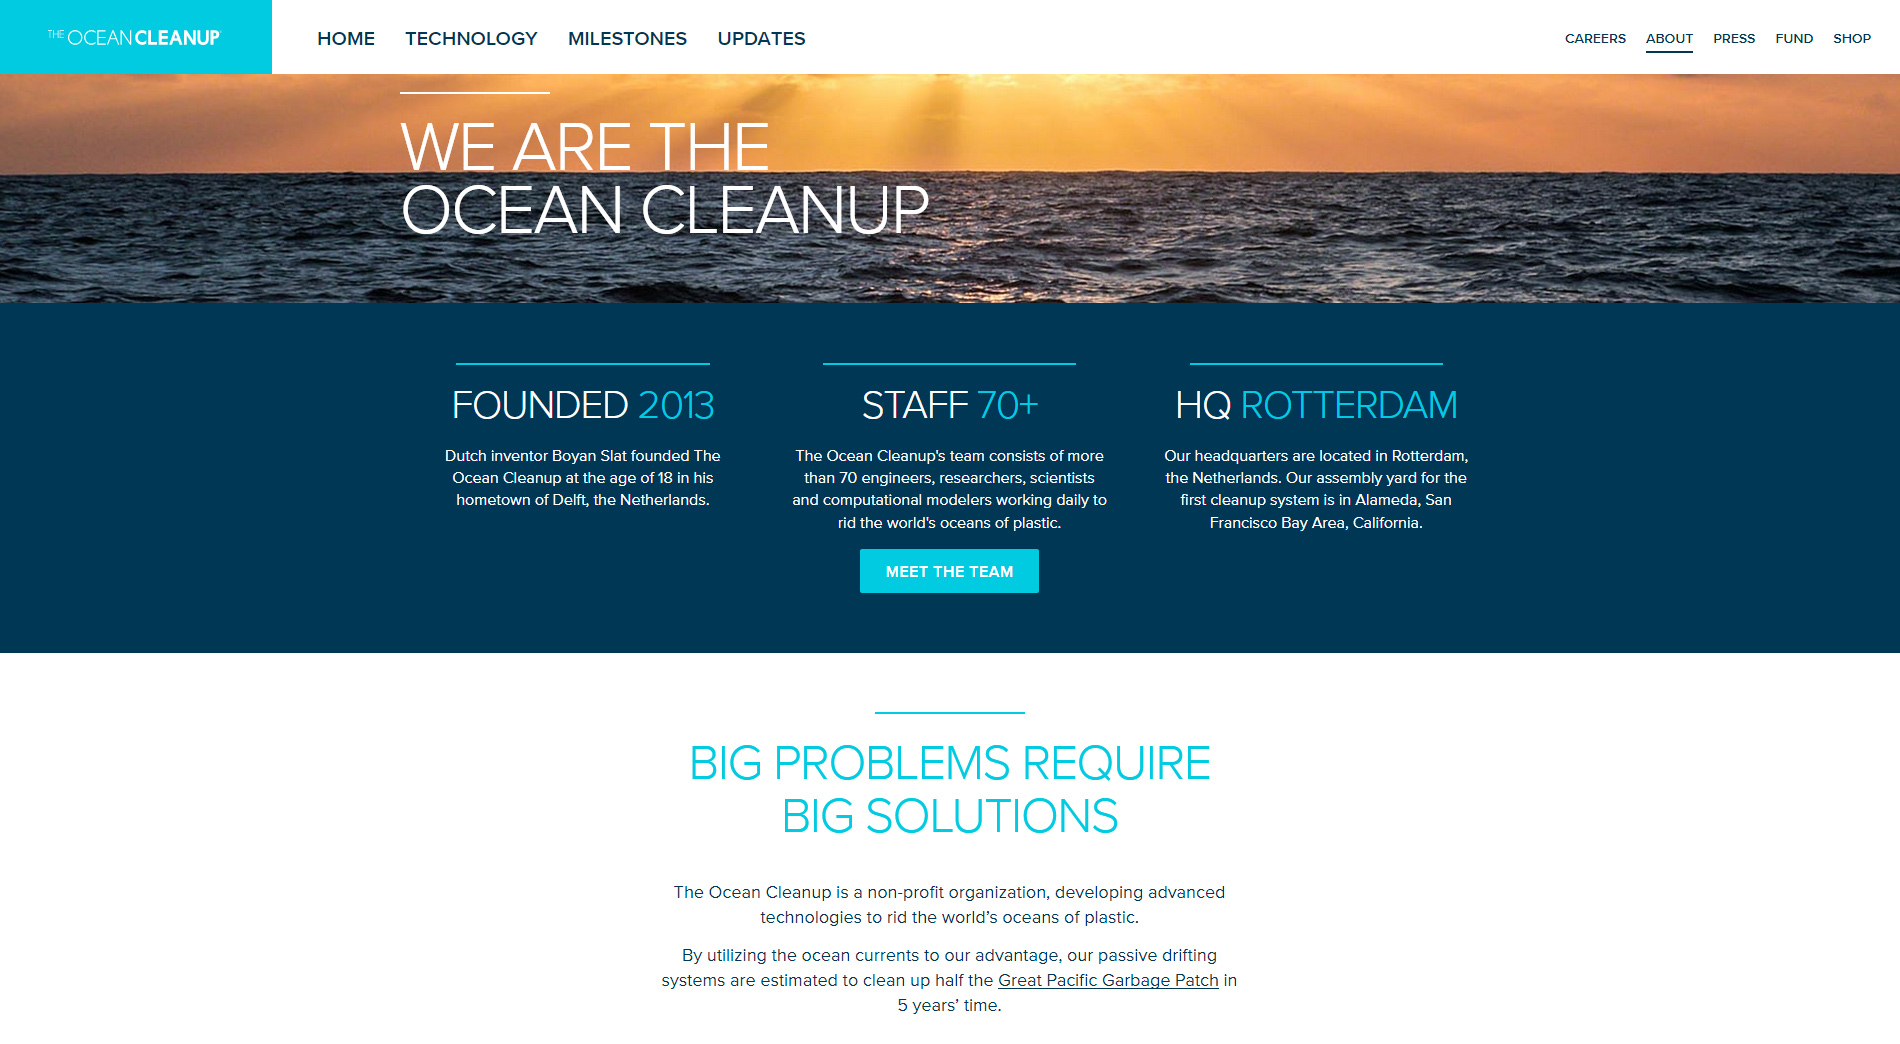 THE OCEAN CLEANUP
HOME TECHNOLOGY MILESTONES UPDATES
CAREERS ABOUT PRESS FUND SHOP
WE ARE THE
OCEAN CLEANUP
FOUNDED 2013
Dutch inventor Boyan Slat founded The
Ocean Cleanup at the age of 18 in his
hometown of Delft, the Netherlands.
STAFF 70+
The Ocean Cleanup's team consists of more
than 70 engineers, researchers, scientists
and computational modelers working daily to
rid the world's oceans of plastic.
MEET THE TEAM
HQ ROTTERDAM
Our headquarters are located in Rotterdam,
the Netherlands. Our assembly yard for the
first cleanup system is in Alameda, San
Francisco Bay Area, California.
BIG PROBLEMS REQUIRE
BIG SOLUTIONS
The Ocean Cleanup is a non-profit organization, developing advanced
technologies to rid the world’s oceans of plastic.
By utilizing the ocean currents to our advantage, our passive drifting
systems are estimated to clean up half the Great Pacific Garbage Patch in
5 years’ time.